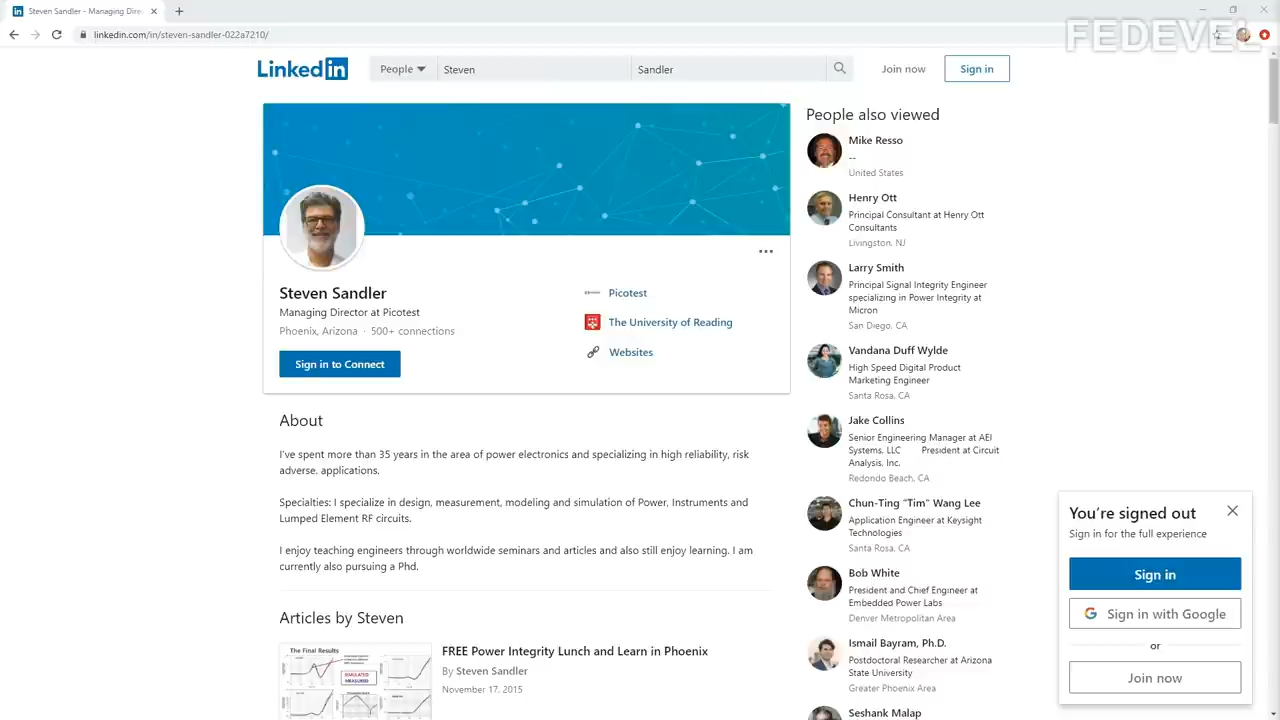 Steven Sandler - Managing Dire
linkedin.com/in/steven-sandler-022a7210/
FEDEVEL
Linked in
People
Steven
Sandler
Join now
Sign in
Steven Sandler
Managing Director at Picotest
Phoenix, Arizona · 500+ connections
Sign in to Connect
Picotest
The University of Reading
Websites
About
I've spent more than 35 years in the area of power electronics and specializing in high reliability, risk
adverse, applications.
Specialties: I specialize in design, measurement, modeling and simulation of Power, Instruments and
Lumped Element RF circuits.
I enjoy teaching engineers through worldwide seminars and articles and also still enjoy learning. I am
currently also pursuing a Phd.
Articles by Steven
The Final Results
SIMULATED
MEASURED
FREE Power Integrity Lunch and Learn in Phoenix
By Steven Sandler
November 17, 2015
People also viewed
Mike Resso
--
United States
Henry Ott
Principal Consultant at Henry Ott
Consultants
Livingston, NJ
Larry Smith
Principal Signal Integrity Engineer
specializing in Power Integrity at
Micron
San Diego, CA
Vandana Duff Wylde
High Speed Digital Product
Marketing Engineer
Santa Rosa, CA
Jake Collins
Senior Engineering Manager at AEI
Systems, LLC President at Circuit
Analysis, Inc.
Redondo Beach, CA
Chun-Ting “Tim” Wang Lee
Application Engineer at Keysight
Technologies
Santa Rosa, CA
Bob White
President and Chief Engineer at
Embedded Power Labs
Denver Metropolitan Area
Ismail Bayram, Ph.D.
Postdoctoral Researcher at Arizona
State University
Greater Phoenix Area
Seshank Malap
You're signed out
Sign in for the full experience
Sign in
Sign in with Google
or
Join now